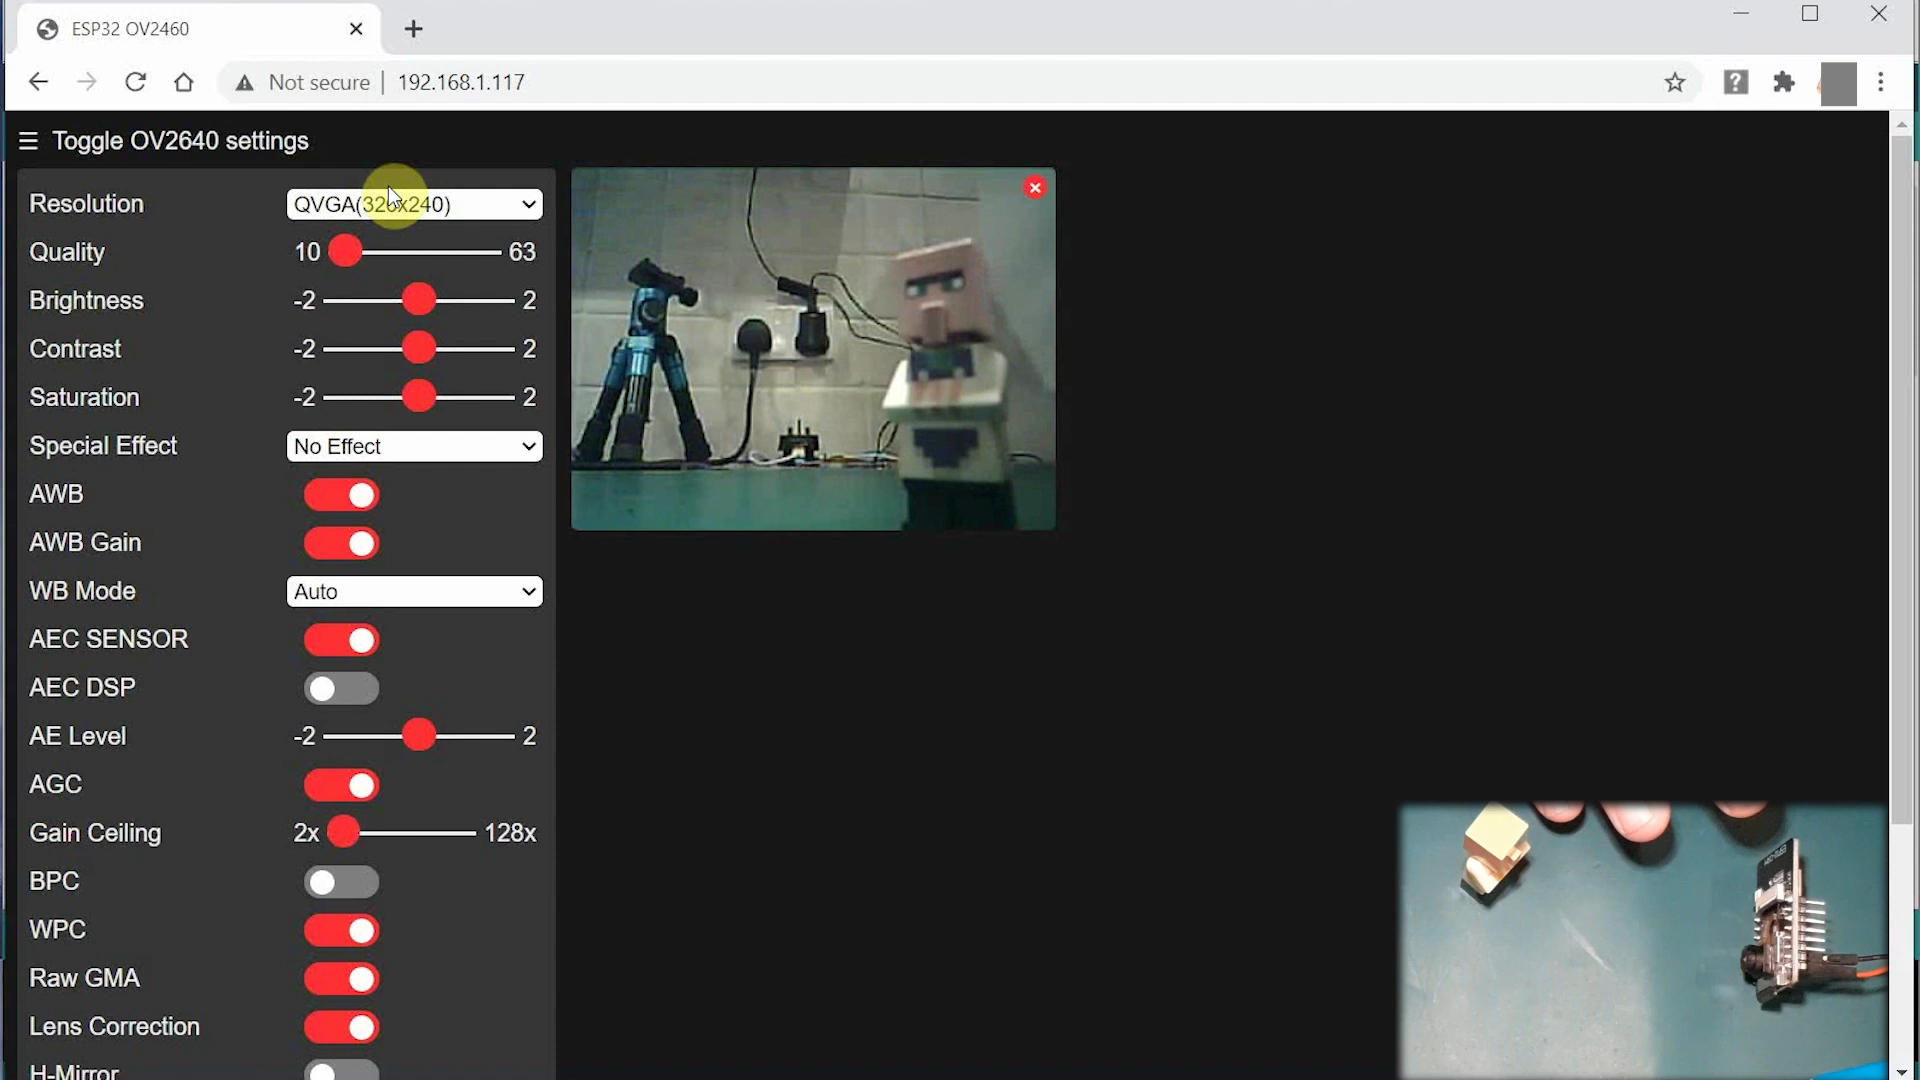 ESP32 OV2460
Not secure | 192.168.1.117
Toggle OV2640 settings
Resolution QVGA(320x240)
Quality 10 63
Brightness -2 2
Contrast -2 2
Saturation -2 2
Special Effect No Effect
AWB
AWB Gain
WB Mode Auto
AEC SENSOR
AEC DSP
AE Level -2 2
AGC
Gain Ceiling 2x 128x
BPC
WPC
Raw GMA
Lens Correction
H-Mirror